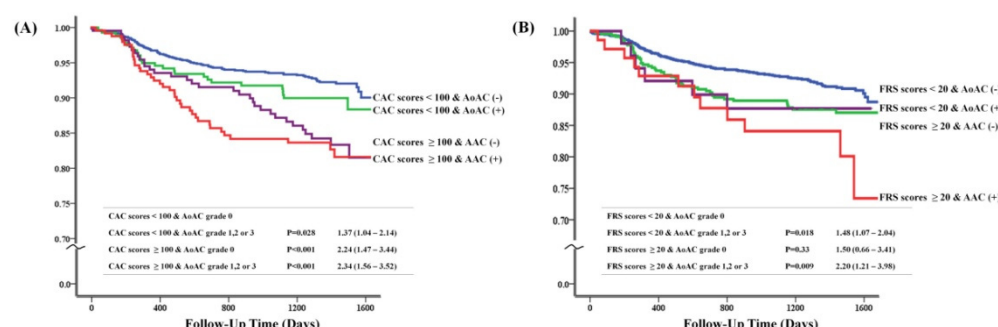 (A)
1.00
0.95
0.90
0.85
0.80
0.75
0.70
0.0
CAC scores < 100 & AoAC (-)
CAC scores < 100 & AoAC (+)
CAC scores ≥ 100 & AAC (-)
CAC scores ≥ 100 & AAC (+)
CAC scores < 100 & AoAC grade 0
CAC scores < 100 & AoAC grade 1,2 or 3 P=0.028 1.37 (1.04 – 2.14)
CAC scores ≥ 100 & AoAC grade 0 P<0.001 2.24 (1.47 – 3.44)
CAC scores ≥ 100 & AoAC grade 1,2 or 3 P<0.001 2.34 (1.56 – 3.52)
0 400 800 1200 1600
Follow-Up Time (Days)
(B)
1.00
0.95
0.90
0.85
0.80
0.75
0.70
0.0
FRS scores < 20 & AoAC (-)
FRS scores < 20 & AoAC (+
FRS scores ≥ 20 & AAC (-)
FRS scores ≥ 20 & AAC (+)
FRS scores < 20 & AoAC grade 0
FRS scores < 20 & AoAC grade 1,2 or 3 P=0.018 1.48 (1.07 – 2.04)
FRS scores ≥ 20 & AoAC grade 0 P=0.33 1.50 (0.66 – 3.41)
FRS scores ≥ 20 & AoAC grade 1,2 or 3 P=0.009 2.20 (1.21 – 3.98)
0 400 800 1200 1600
Follow-Up Time (Days)